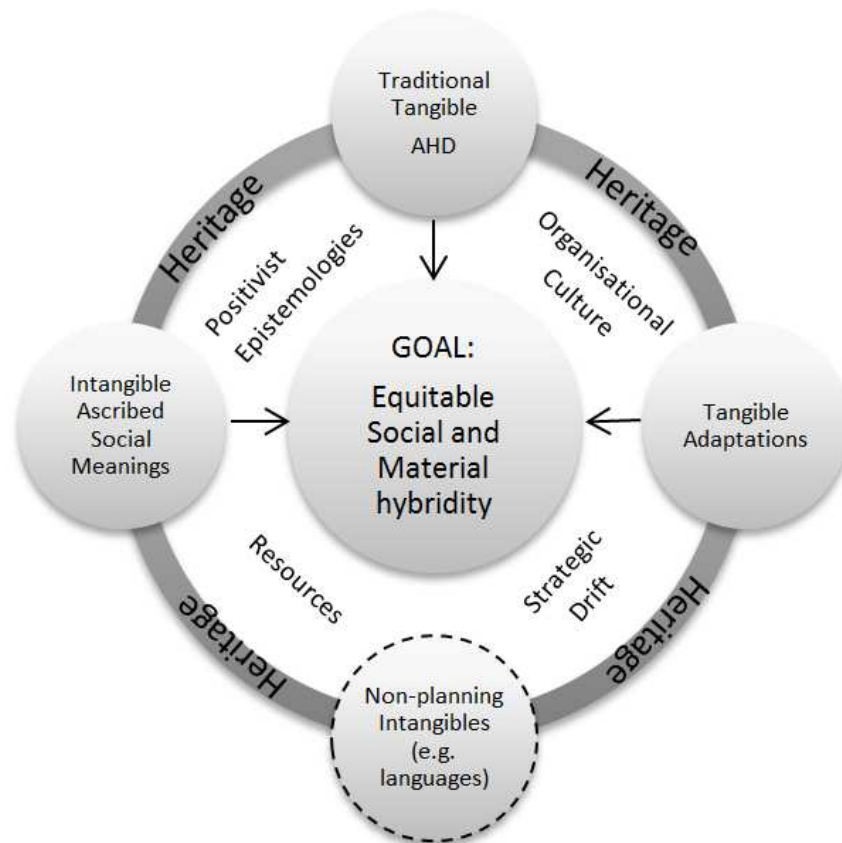 Traditional
Tangible
AHD
Heritage
Heritage
Positivist
Epistemologies
Organisational
Culture
GOAL:
Equitable
Social and
Material
hybridity
Intangible
Ascribed
Social
Meanings
Tangible
Adaptations
Resources
Strategic
Drift
Heritage
Heritage
Non-planning
Intangibles
(e.g.
languages)